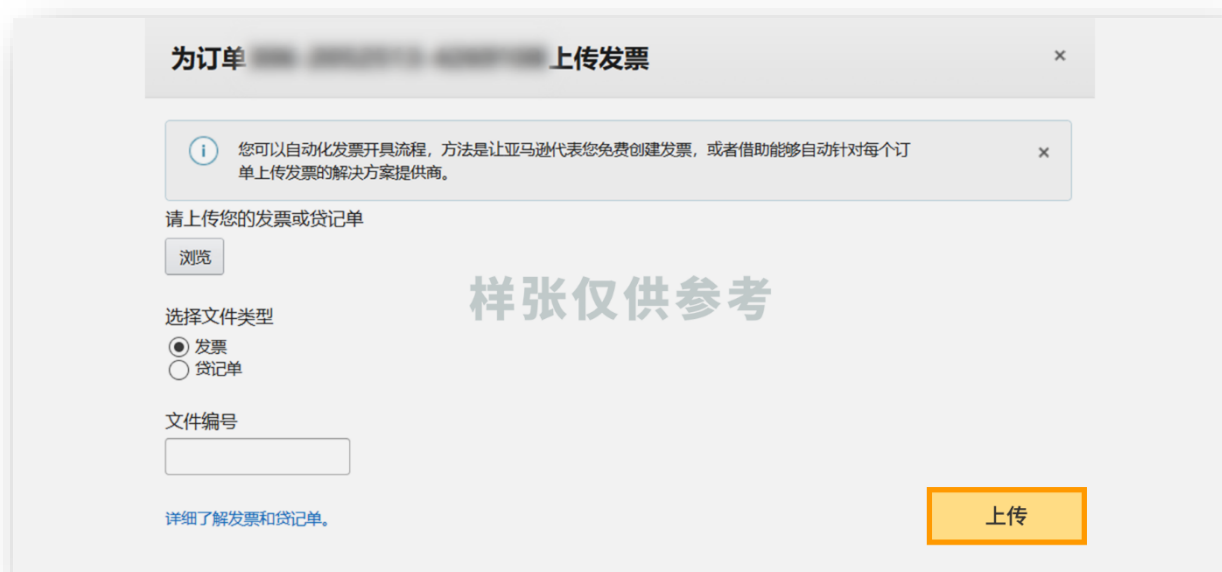 为订单 上传发票
您可以自动化发票开具流程，方法是让亚马逊代表您免费创建发票，或者借助能够自动针对每个订
单上传发票的解决方案提供商。
请上传您的发票或贷记单
浏览
样张仅供参考
选择文件类型
发票
贷记单
文件编号
详细了解发票和贷记单。
上传